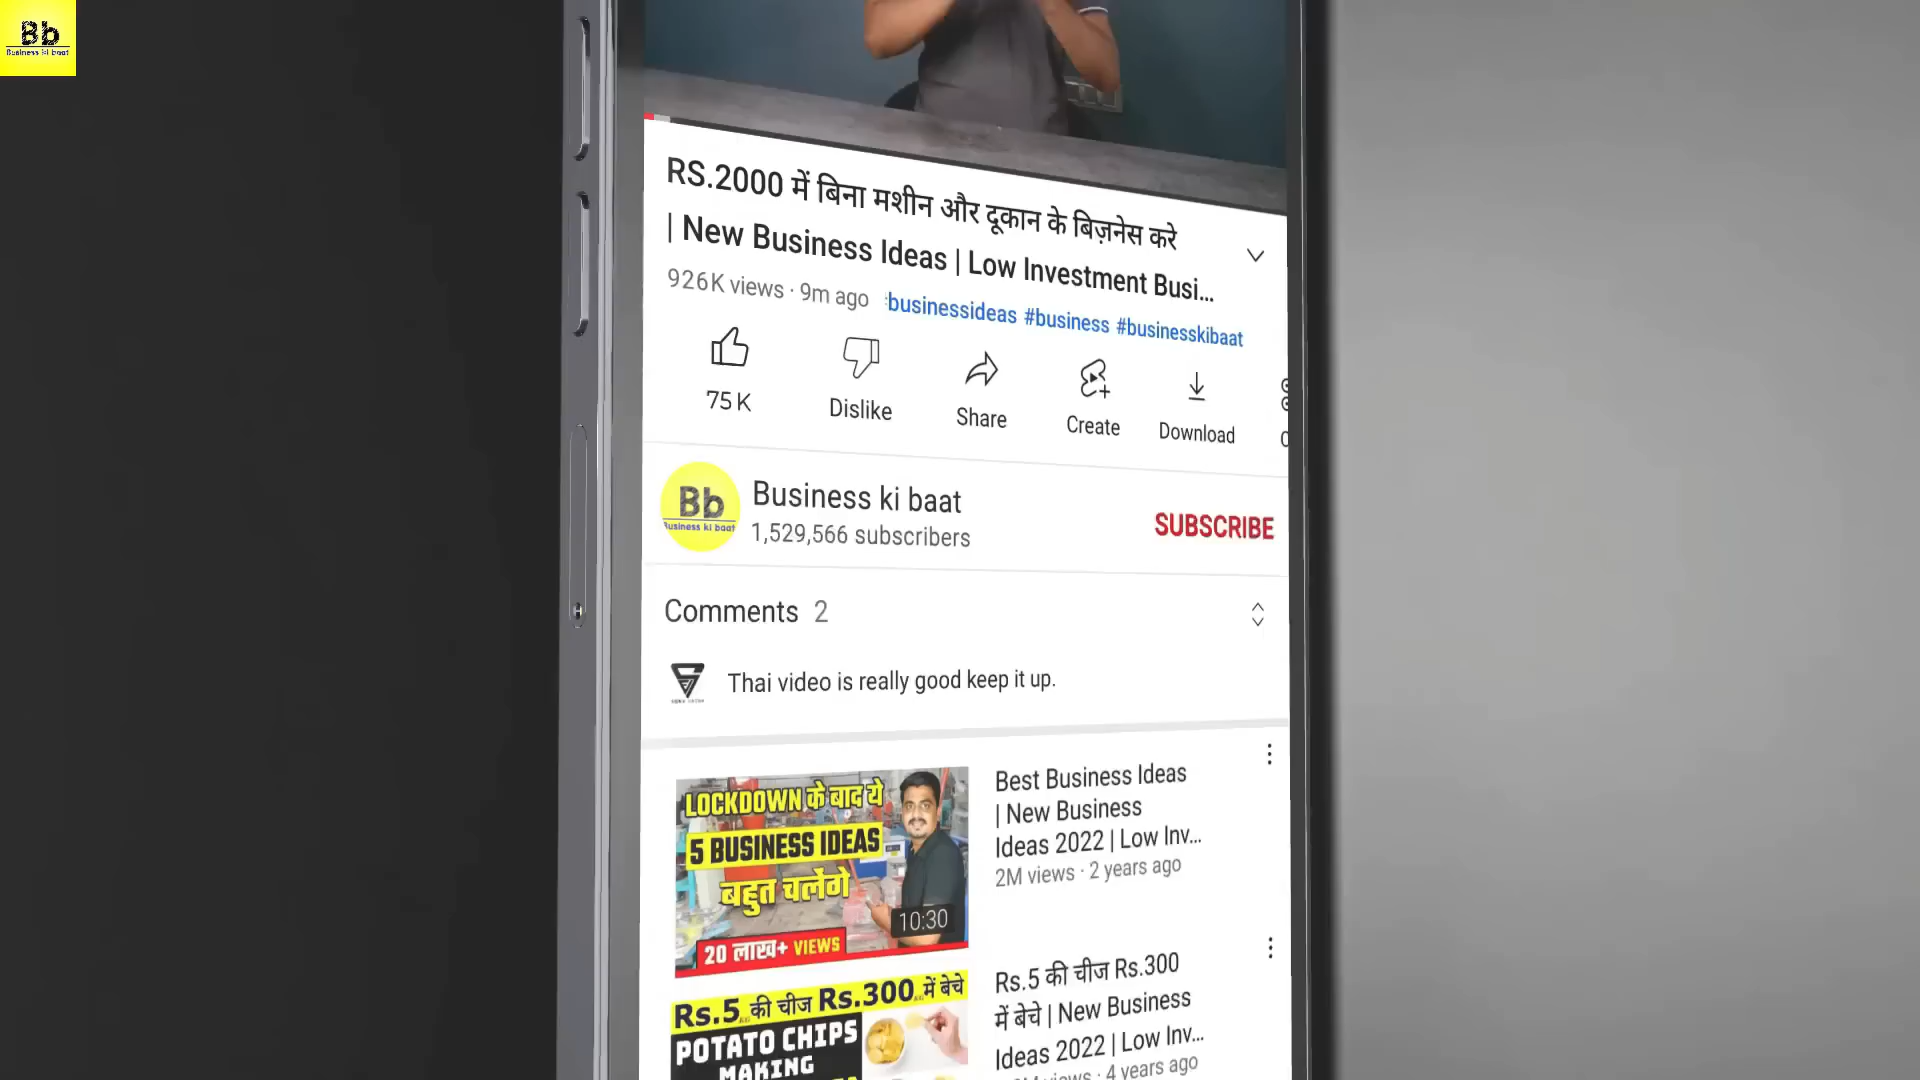 Bb
Business ki baat
RS.2000 में बिना मशीन और दूकान के बिज़नेस करे
| New Business Ideas | Low Investment Busi...
926K views · 9m ago businessideas #business #businesskibaat
75K
Dislike
Share
Create
Download
Bb
Business ki baat
Business ki baat
1,529,566 subscribers
SUBSCRIBE
Comments 2
Thai video is really good keep it up.
LOCKDOWN के बाद ये
5 BUSINESS IDEAS
बहुत चलेंगे
20 लाख+ VIEWS
10:30
Best Business Ideas
| New Business
Ideas 2022 | Low Inv...
2M views · 2 years ago
Rs.5 की चीज Rs.300 में बेचे
POTATO CHIPS
MAKING
Rs.5 की चीज Rs.300
में बेचे | New Business
Ideas 2022 | Low Inv...
views · 4 years ago